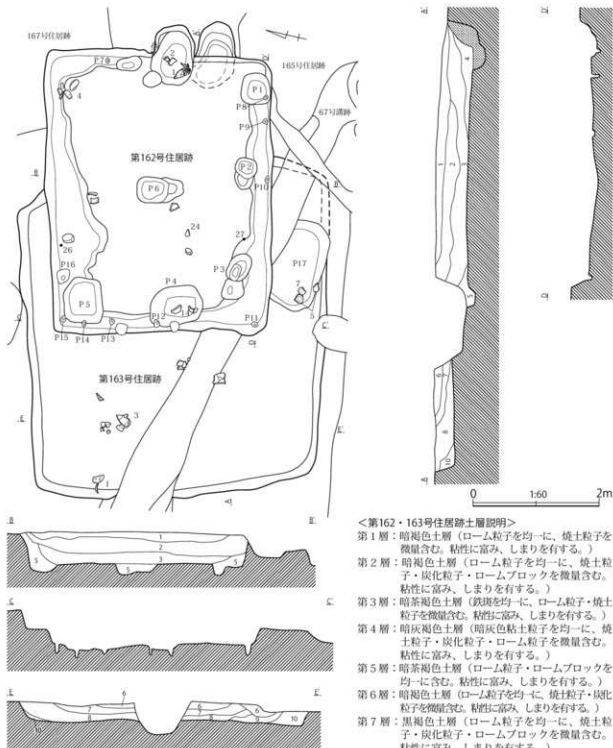 167号住居跡
165号住居跡
67号溝跡
第162号住居跡
第163号住居跡
P7
2
4
P1
P8
P9
P2
P10
P6
24
27
26
P16
P3
P17
7
5
P4
14
P5
P12
P11
P15
P14
P13
3
1
0
1:60
2m
<第162・163号住居跡土層説明>
第1層：暗褐色土層（ローム粒子を均一に、焼土粒子を
微量含む。粘性に富み、しまりを有する。）
第2層：暗褐色土層（ローム粒子を均一に、焼土粒
子・炭化粒子・ロームブロックを微量含む。
粘性に富み、しまりを有する。）
第3層：暗茶褐色土層（鉄斑を均一に、ローム粒子・焼土
粒子を微量含む。粘性に富み、しまりを有する。）
第4層：暗灰褐色土層（暗灰色粘土粒子を均一に、焼
土粒子・炭化粒子・ローム粒子を微量含む。
粘性に富み、しまりを有する。）
第5層：暗茶褐色土層（ローム粒子・ロームブロックを
均一に含む。粘性に富み、しまりを有する。）
第6層：暗褐色土層（ローム粒子を均一に、焼土粒子・炭化
粒子を微量含む。粘性に富み、しまりを有する。）
第7層：黒褐色土層（ローム粒子を均一に、焼土粒
子・炭化粒子・ロームブロックを微量含む。